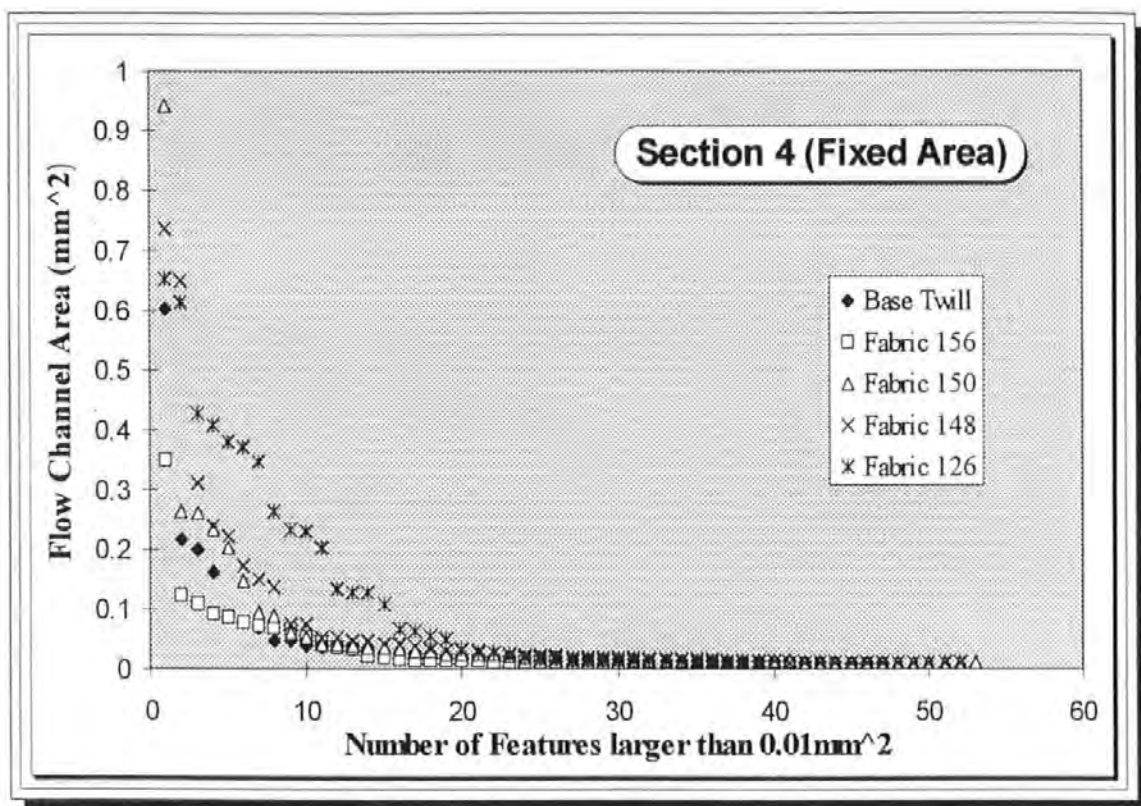 Section 4 (Fixed Area)
Flow Channel Area (mm^2)
1
0.9
0.8
0.7
0.6
0.5
0.4
0.3
0.2
0.1
0
Base Twill
Fabric 156
Fabric 150
Fabric 148
Fabric 126
0 10 20 30 40 50 60
Number of Features larger than 0.01mm^2